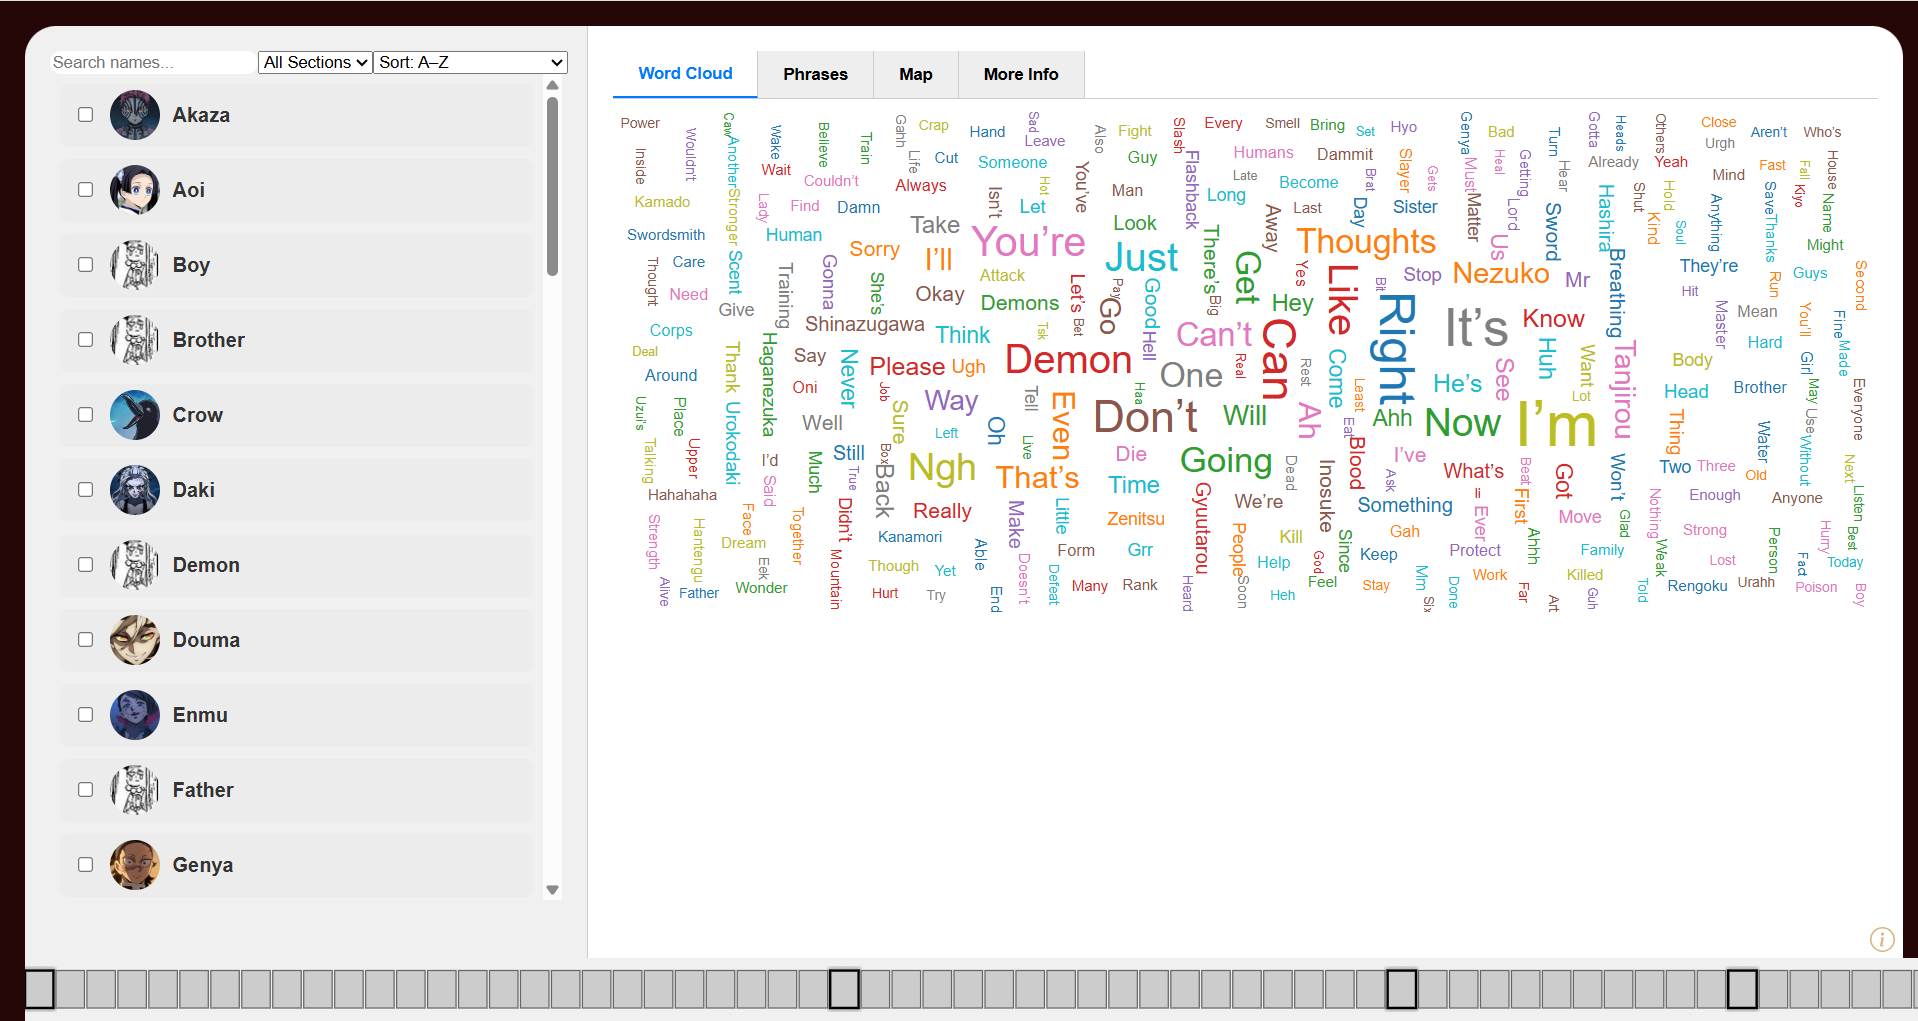 Search names...
All Sections
Sort: A–Z
Akaza
Aoi
Boy
Brother
Crow
Daki
Demon
Douma
Enmu
Father
Genya
Word Cloud
Phrases
Map
More Info
Power
Wouldn't
Caw
Another
Wake
Believe
Train
Gahh
Crap
Hand
Sad
Leave
Also
Fight
Slash
Every
Smell
Bring
Set
Hyo
Genya
Bad
Turn
Gotta
Heads
Others
Close
Aren't
Who's
Urgh
Inside
Wait
Life
Cut
Someone
Guy
Flashback
Humans
Dammit
Slayer
Gets
Must
Heal
Getting
Hear
Already
Yeah
Mind
Fast
Fall
House
Couldn't
Always
Hot
You've
Man
Late
Become
Brat
Long
Kamado
Stronger
Lady
Find
Damn
Isn't
Let
Look
Away
Last
Day
Sister
Matter
Lord
Sword
Hashira
Shut
Hold
Kind
Soul
Anything
Save
Thanks
Kiyo
Name
Might
Swordsmith
Human
Take
You're
Just
There's
Get
Thoughts
Us
Sorry
I'll
Care
Scent
Thought
Need
Training
Gonna
She's
Attack
Okay
Demons
Let's
Pay
Go
Good
Big
Hey
Yes
Like
Bit
Stop
Nezuko
Mr
Breathing
They're
Hit
Run
Guys
Second
Give
Shinazugawa
Think
Tsk
Bet
Hell
Can't
Can
Right
It's
Know
Master
Mean
You'll
Fine
Made
Corps
Deal
Around
Thank
Haganezuka
Say
Oni
Never
Please
Ugh
Demon
One
Real
Rest
Come
Least
He's
See
Huh
Want
Lot
Tanjirou
Body
Hard
Head
Brother
Girl
May
Use
Everyone
Uzui's
Place
Urokodaki
Job
Sure
Way
Left
Oh
Tell
Even
Haa
Don't
Will
Ah
Eat
Ahh
Now
I'm
Thing
Water
Without
Well
Still
Talking
Upper
I'd
Said
Much
True
Box
Back
Ngh
Live
That's
Die
Going
Time
Dead
Inosuke
Blood
I've
Ask
What's
Ii
Beat
First
Got
Won't
Two
Three
Old
Next
Hahahaha
Enough
Anyone
Listen
Strength
Hantengu
Face
Dream
Together
Didn't
Really
Make
Little
Zenitsu
Gyuutarou
We're
People
Kill
Something
Ever
Gah
Move
Glad
Nothing
Strong
Person
Hurry
Best
Eek
Mountain
Kanamori
Able
Doesn't
Form
Grr
Help
God
Since
Keep
Protect
Ahhh
Family
Weak
Lost
Fact
Today
Alive
Father
Wonder
Though
Yet
Hurt
Try
End
Defeat
Many
Rank
Heard
Soon
Heh
Feel
Stay
Mm
Six
Done
Work
Far
Art
Killed
Guh
Told
Rengoku
Urahh
Poison
Boy
i